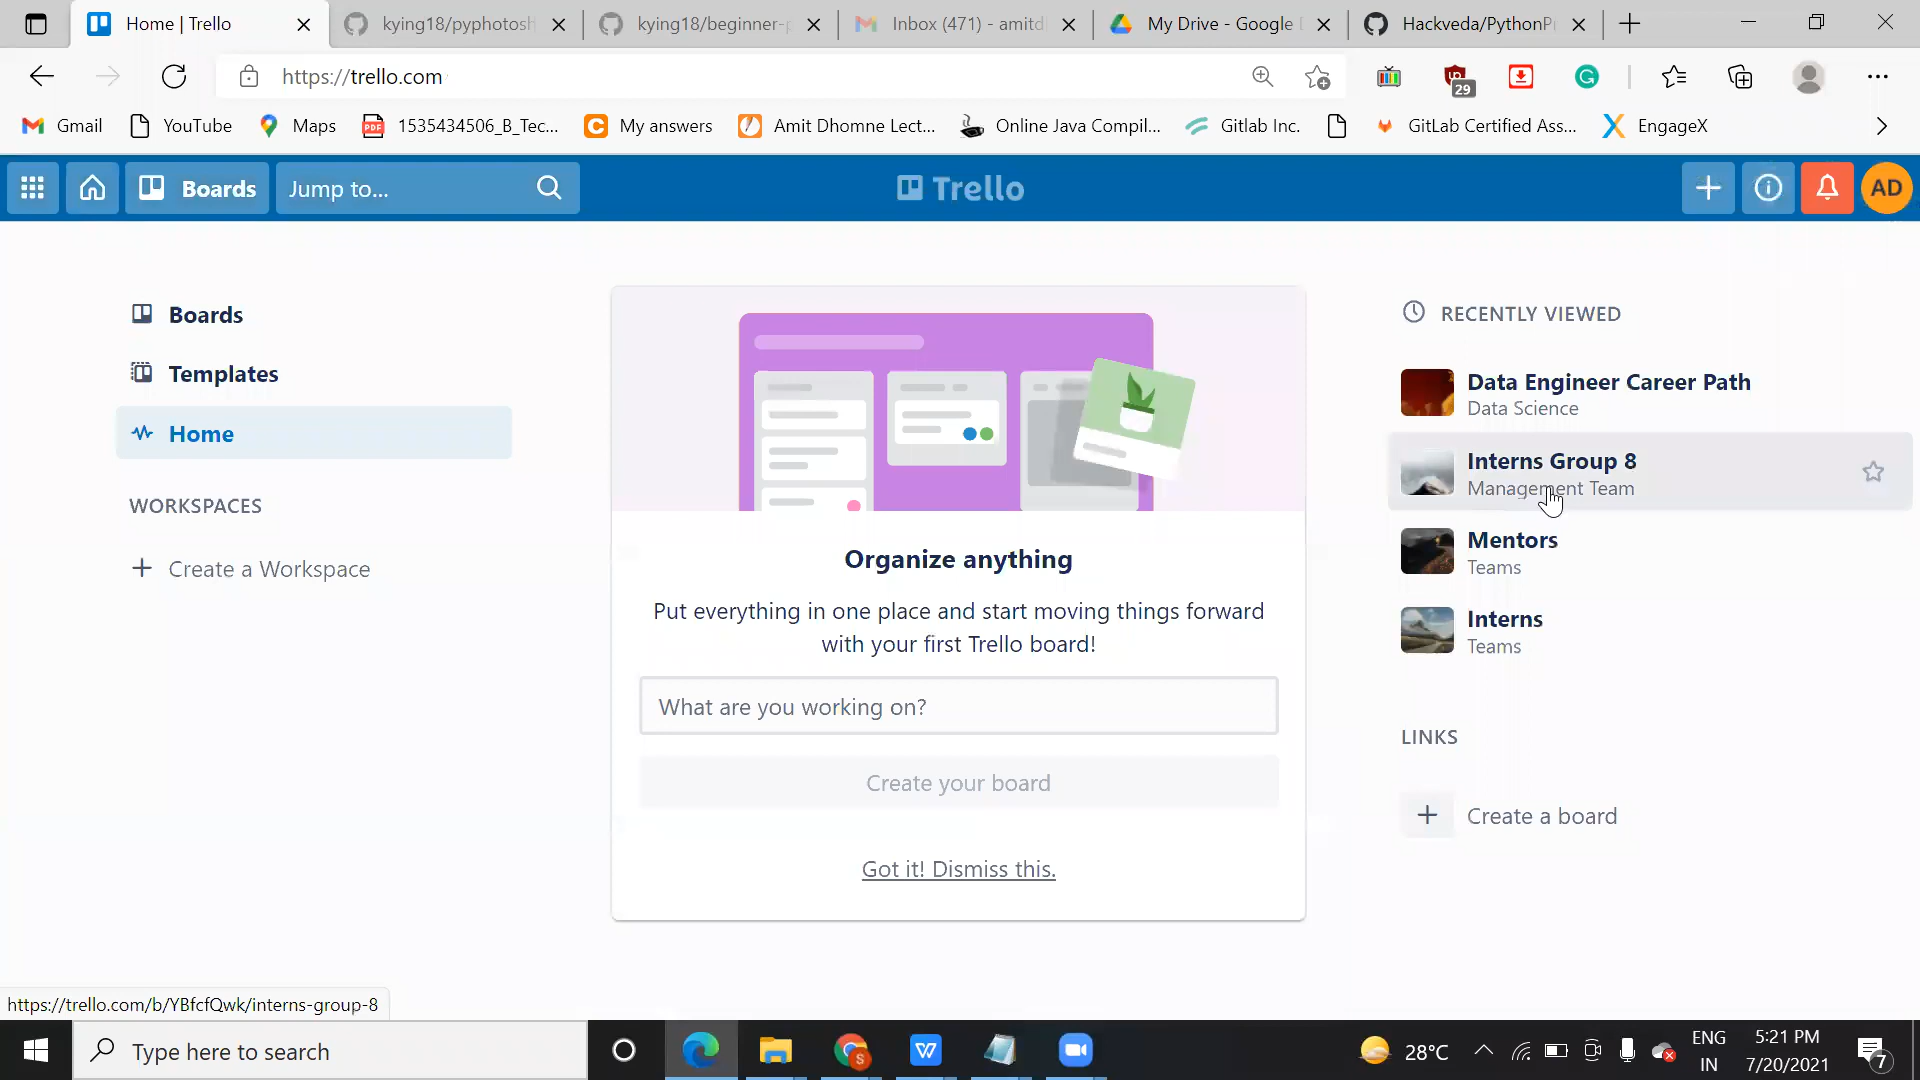 Home | Trello
kying18/pyphotosh
kying18/beginner-p
Inbox (471) - amitd
My Drive - Google D
Hackveda/PythonPr
https://trello.com
29
Gmail
YouTube
Maps
PDF
1535434506_B_Tec...
My answers
Amit Dhomne Lect...
Online Java Compil...
Gitlab Inc.
GitLab Certified Ass...
EngageX
Boards
Jump to...
Trello
AD
Boards
Templates
Home
WORKSPACES
Create a Workspace
Organize anything
Put everything in one place and start moving things forward
with your first Trello board!
What are you working on?
Create your board
Got it! Dismiss this.
RECENTLY VIEWED
Data Engineer Career Path
Data Science
Interns Group 8
Management Team
Mentors
Teams
Interns
Teams
LINKS
Create a board
https://trello.com/b/YBfcfQwk/interns-group-8
Type here to search
28°C
ENG
IN
5:21 PM
7/20/2021
7